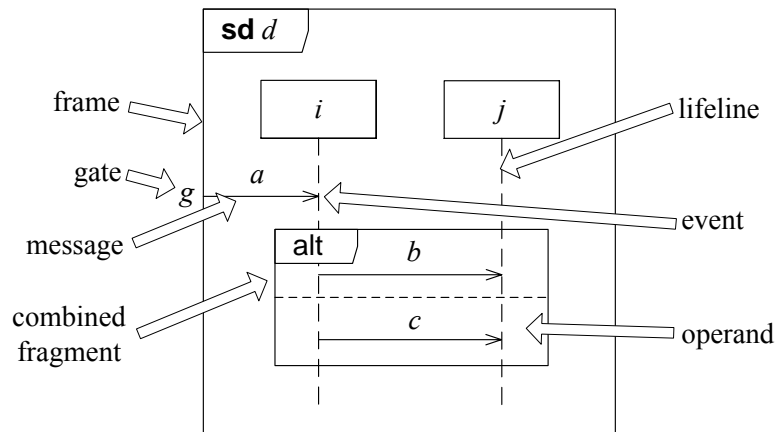 sd d
i
j
frame
lifeline
gate
g
a
message
event
alt
b
combined
fragment
c
operand